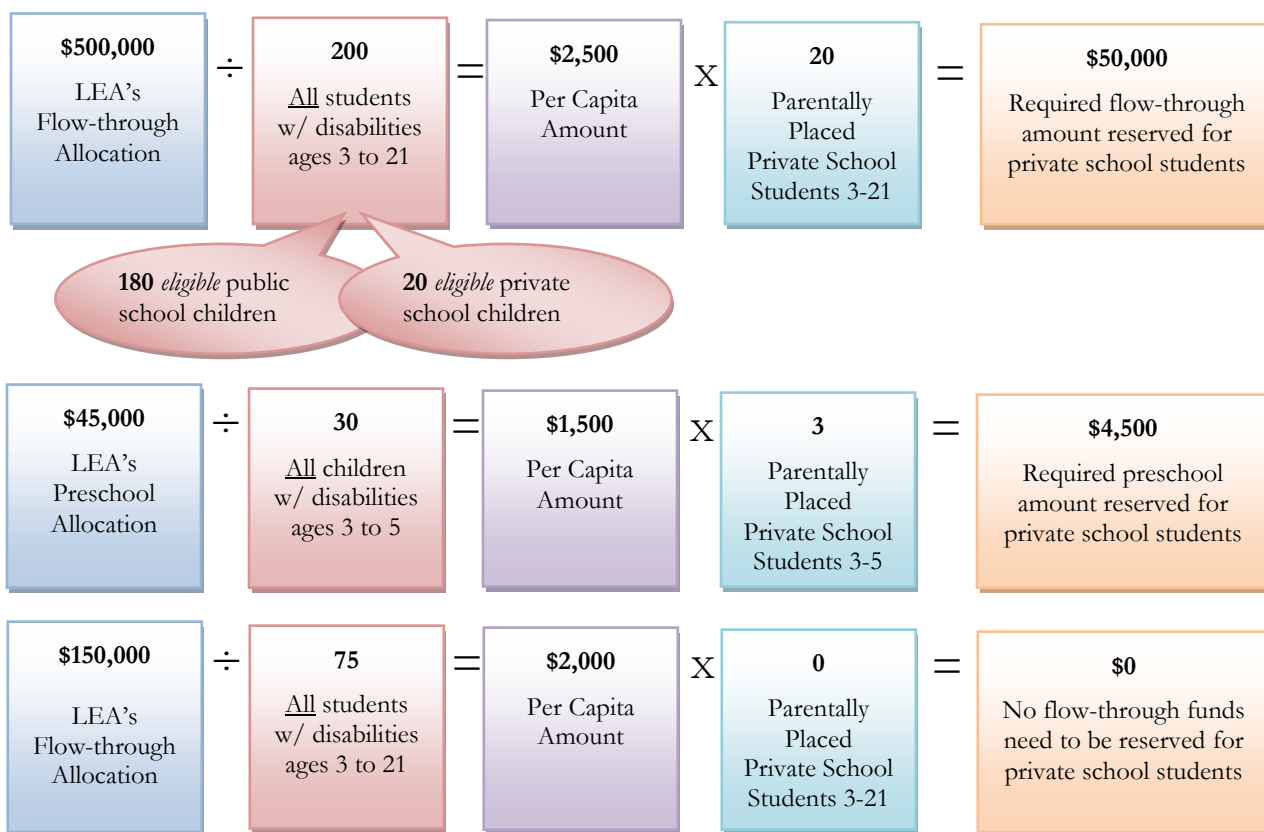 $500,000
LEA's
Flow-through
Allocation
÷
200
All students
w/ disabilities
ages 3 to 21
=
$2,500
Per Capita
Amount
X
20
Parentally
Placed
Private School
Students 3-21
=
$50,000
Required flow-through
amount reserved for
private school students
180 eligible public
school children
20 eligible private
school children
$45,000
LEA's
Preschool
Allocation
÷
30
All children
w/ disabilities
ages 3 to 5
=
$1,500
Per Capita
Amount
X
3
Parentally
Placed
Private School
Students 3-5
=
$4,500
Required preschool
amount reserved for
private school students
$150,000
LEA's
Flow-through
Allocation
÷
75
All students
w/ disabilities
ages 3 to 21
=
$2,000
Per Capita
Amount
X
0
Parentally
Placed
Private School
Students 3-21
=
$0
No flow-through funds
need to be reserved for
private school students